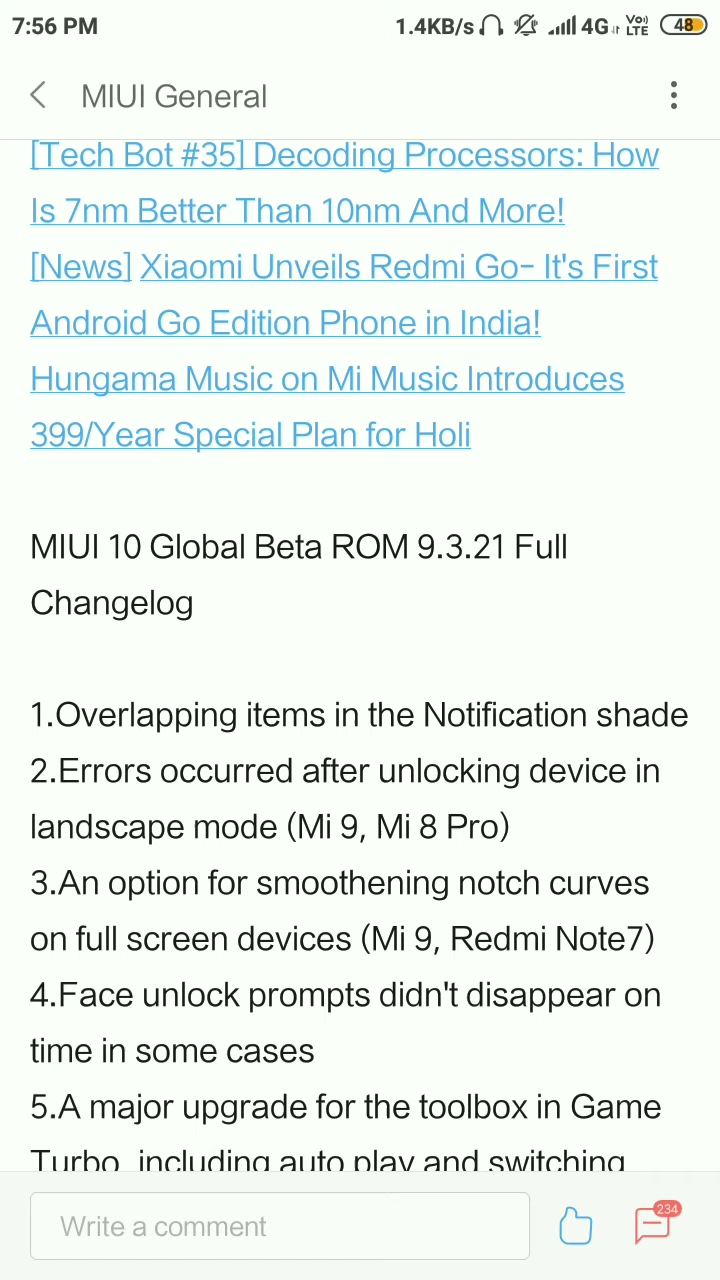 7:56 PM
1.4KB/s 4G VoLTE 48
MIUI General
[Tech Bot #35] Decoding Processors: How
Is 7nm Better Than 10nm And More!
[News] Xiaomi Unveils Redmi Go- It's First
Android Go Edition Phone in India!
Hungama Music on Mi Music Introduces
399/Year Special Plan for Holi
MIUI 10 Global Beta ROM 9.3.21 Full
Changelog
1.Overlapping items in the Notification shade
2.Errors occurred after unlocking device in
landscape mode (Mi 9, Mi 8 Pro)
3.An option for smoothening notch curves
on full screen devices (Mi 9, Redmi Note7)
4.Face unlock prompts didn't disappear on
time in some cases
5.A major upgrade for the toolbox in Game
Turbo, including auto play and switching
Write a comment
234